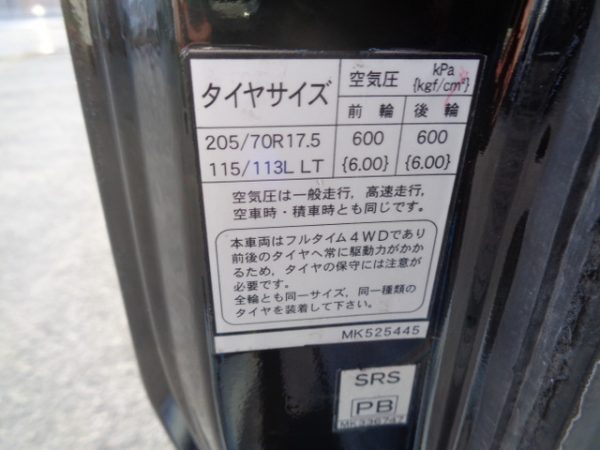 タイヤサイズ 空気圧 kPa {kgf/cm²}
前輪 後輪
205/70R17.5 600 600
115/113L LT {6.00} {6.00}
空気圧は一般走行,高速走行,
空車時・積車時とも同じです。
本車両はフルタイム4WDであり
前後のタイヤへ常に駆動力がかか
るため,タイヤの保守には注意が
必要です。
全輪とも同一サイズ,同一種類の
タイヤを装着して下さい。
MK525445
SRS
PB
MK336747